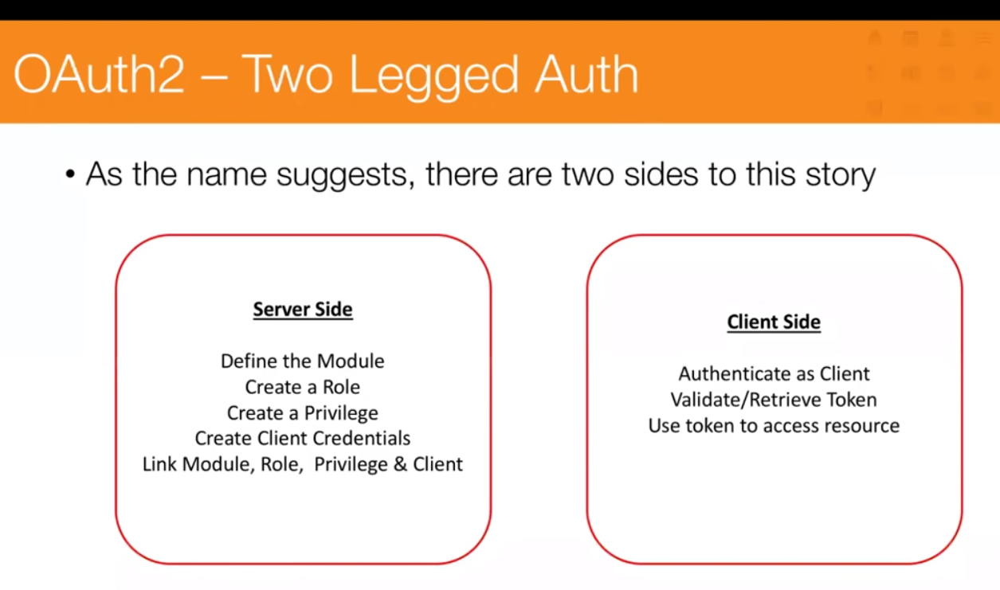 OAuth2 – Two Legged Auth
• As the name suggests, there are two sides to this story
Server Side
Define the Module
Create a Role
Create a Privilege
Create Client Credentials
Link Module, Role, Privilege & Client
Client Side
Authenticate as Client
Validate/Retrieve Token
Use token to access resource